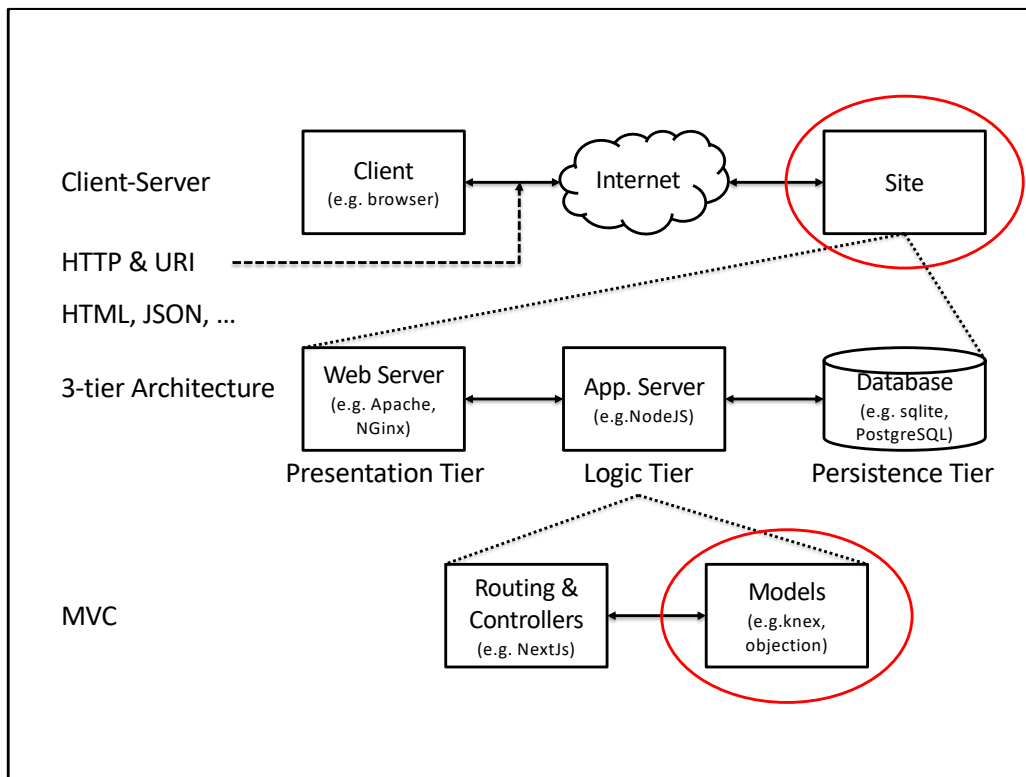 Client-Server
Client
(e.g. browser)
Internet
Site
HTTP & URI
HTML, JSON, ...
3-tier Architecture
Web Server
(e.g. Apache,
NGinx)
App. Server
(e.g.NodeJS)
Database
(e.g. sqlite,
PostgreSQL)
Presentation Tier
Logic Tier
Persistence Tier
MVC
Routing &
Controllers
(e.g. NextJs)
Models
(e.g.knex,
objection)